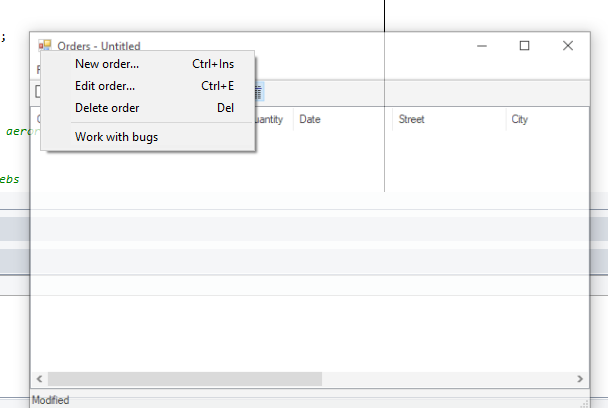 ;
Orders - Untitled
New order... Ctrl+Ins
Edit order... Ctrl+E
Delete order Del
Work with bugs
uantity Date Street City
aerar
ebs
Modified